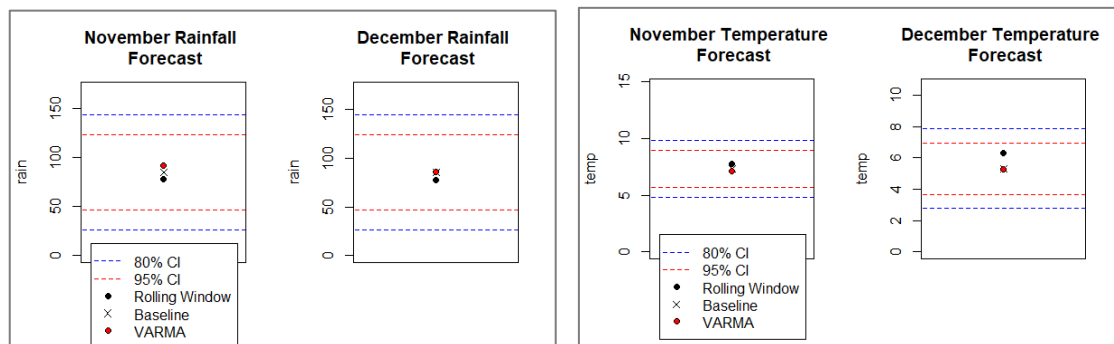 November Rainfall
Forecast
rain
150
100
50
0
80% CI
95% CI
Rolling Window
Baseline
VARMA
December Rainfall
Forecast
rain
150
100
50
0
November Temperature
Forecast
temp
15
10
5
0
80% CI
95% CI
Rolling Window
Baseline
VARMA
December Temperature
Forecast
temp
10
8
6
4
2
0